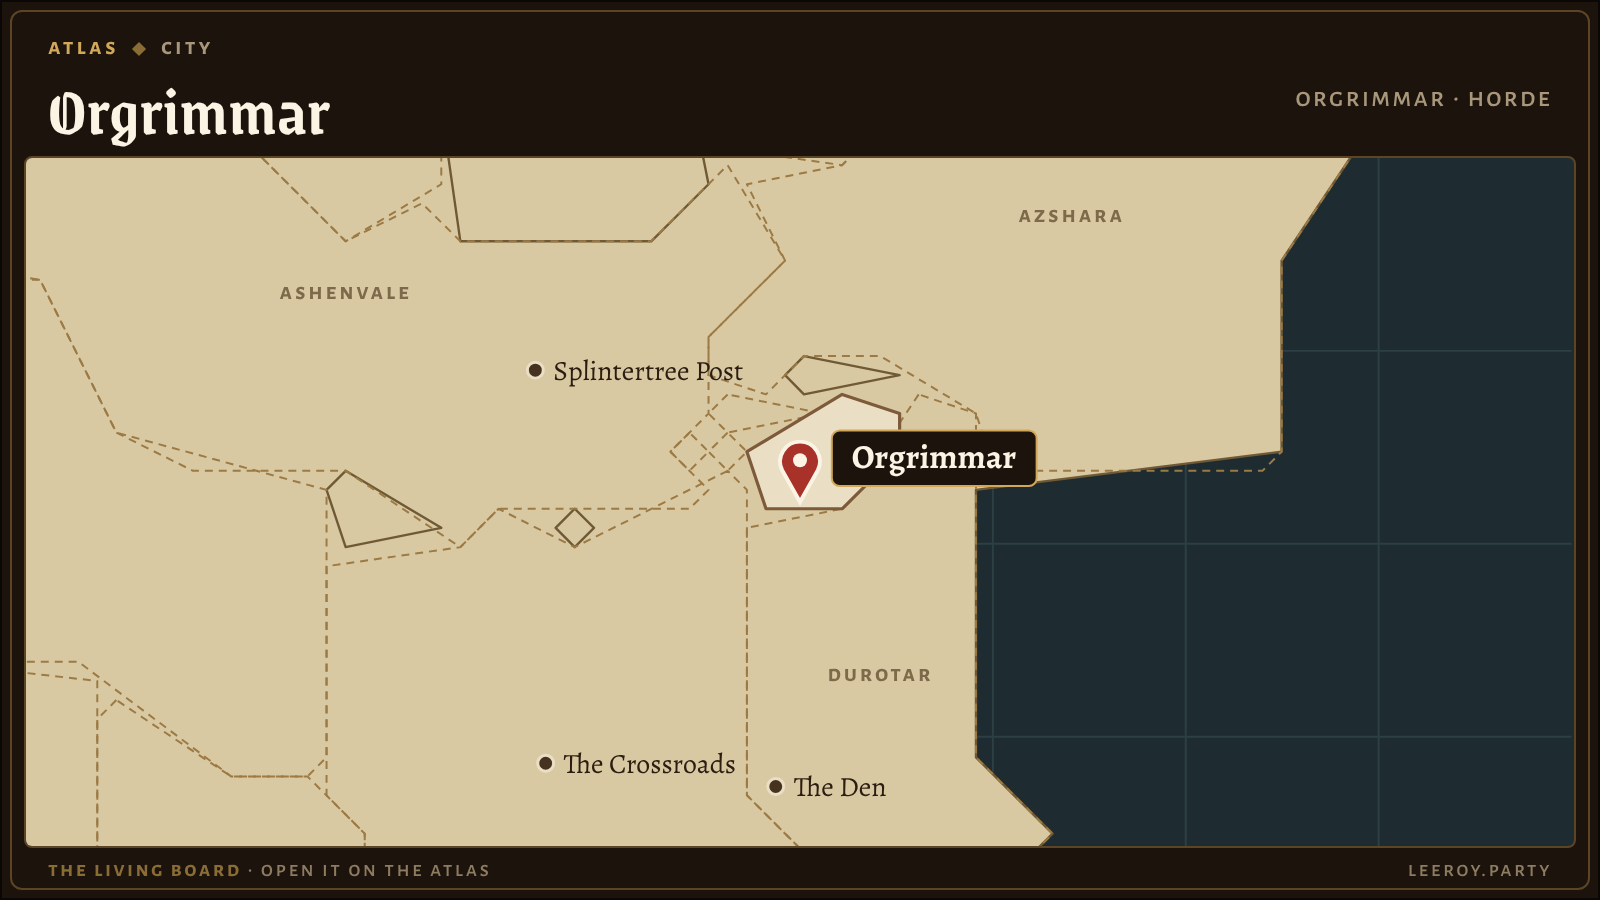 ATLAS ◆ CITY
Orgrimmar
ORGRIMMAR · HORDE
AZSHARA
ASHENVALE
Splintertree Post
Orgrimmar
DUROTAR
The Crossroads
The Den
THE LIVING BOARD · OPEN IT ON THE ATLAS
LEEROY.PARTY